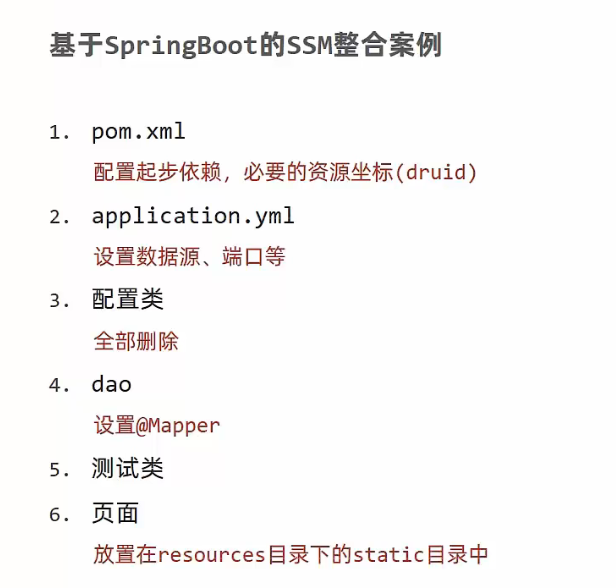 基于SpringBoot的SSM整合案例
1. pom.xml
配置起步依赖，必要的资源坐标(druid)
2. application.yml
设置数据源、端口等
3. 配置类
全部删除
4. dao
设置@Mapper
5. 测试类
6. 页面
放置在resources目录下的static目录中